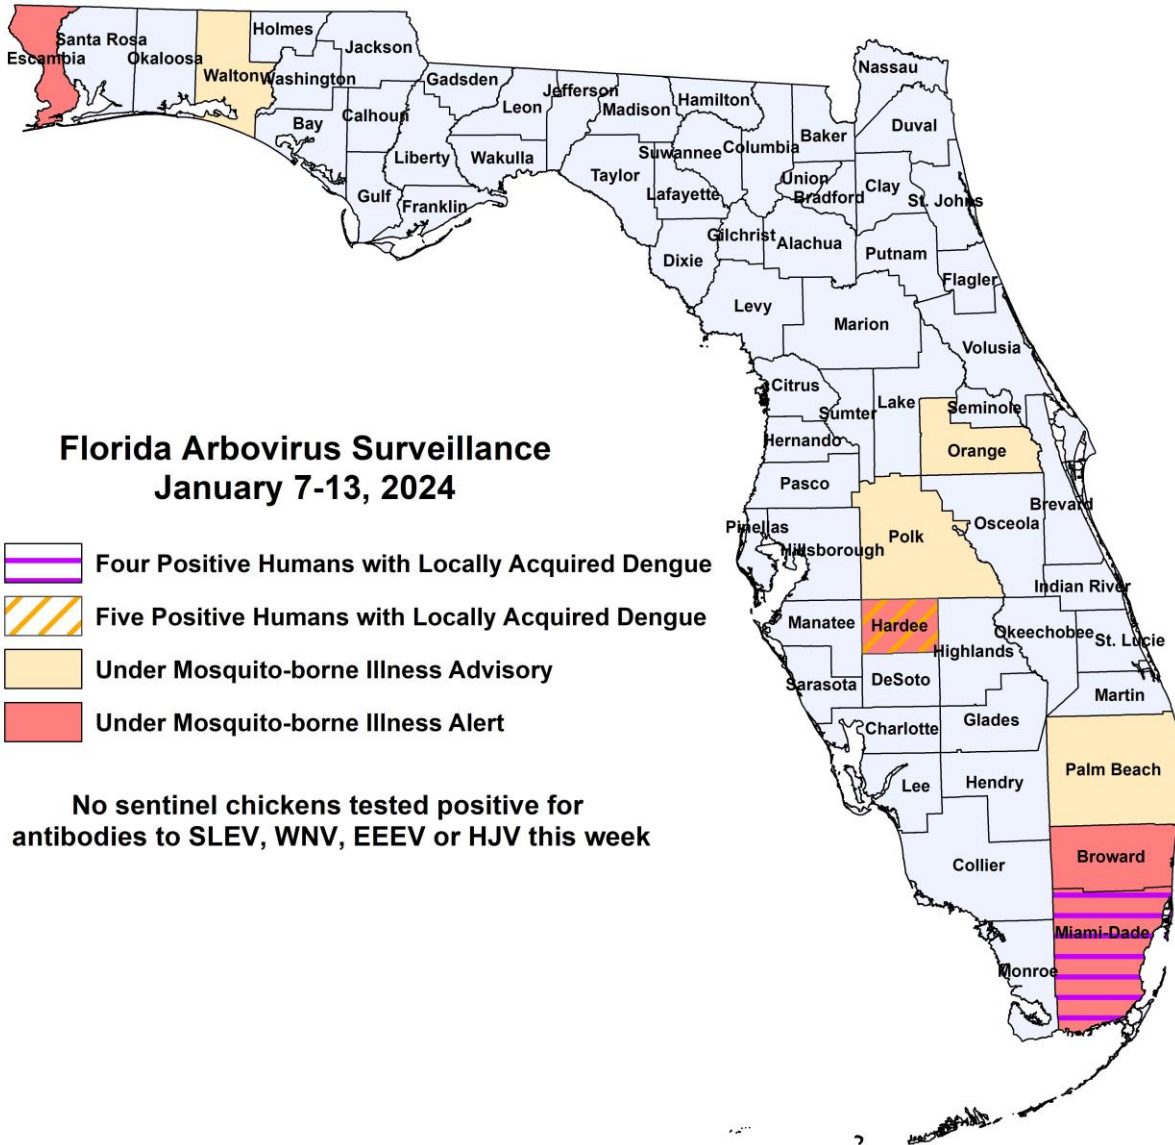 Holmes
Santa Rosa
Jackson
Escambia
Okaloosa
Walton
Washington
Gadsden
Nassau
Jefferson
Leon
Madison
Hamilton
Calhoun
Bay
Duval
Baker
Columbia
Suwannee
Liberty
Wakulla
Taylor
Union
Lafayette
Bradford
Clay
St. Johns
Gulf
Franklin
Gilchrist
Alachua
Putnam
Dixie
Flagler
Levy
Marion
Volusia
Citrus
Lake
Seminole
Sumter
Hernando
Orange
Florida Arbovirus Surveillance
January 7-13, 2024
Pasco
Brevard
Pinellas
Osceola
Polk
Hillsborough
Four Positive Humans with Locally Acquired Dengue
Indian River
Five Positive Humans with Locally Acquired Dengue
Manatee
Hardee
Okeechobee
St. Lucie
Highlands
Under Mosquito-borne Illness Advisory
DeSoto
Sarasota
Martin
Under Mosquito-borne Illness Alert
Charlotte
Glades
Palm Beach
Lee
Hendry
No sentinel chickens tested positive for
antibodies to SLEV, WNV, EEEV or HJV this week
Broward
Collier
Miami-Dade
Monroe